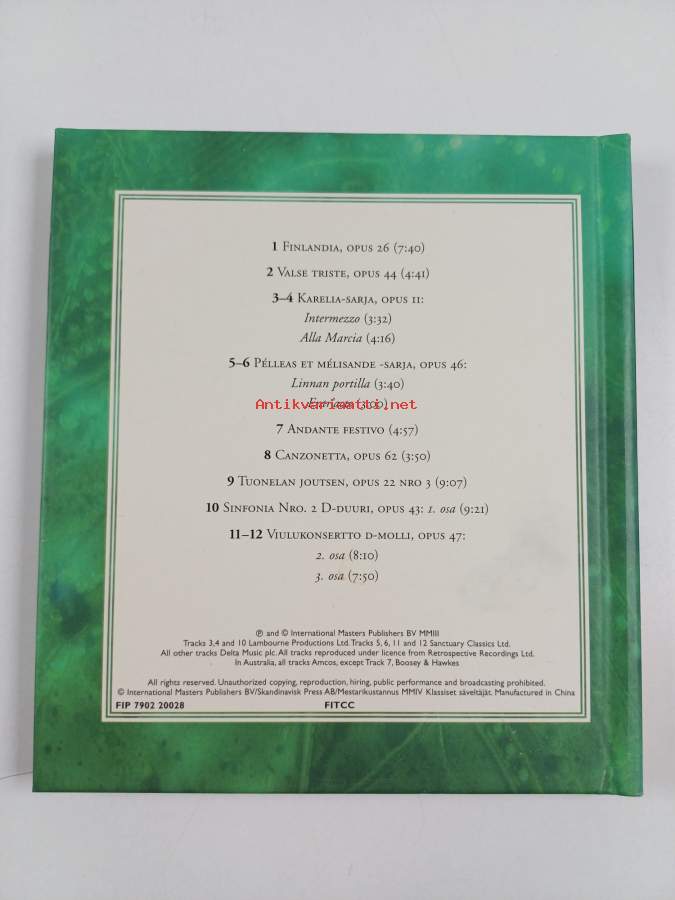 1 Finlandia, opus 26 (7:40)
2 Valse triste, opus 44 (4:41)
3–4 Karelia-sarja, opus 11:
Intermezzo (3:32)
Alla Marcia (4:16)
5–6 Pélleas et mélisande -sarja, opus 46:
Linnan portilla (3:40)
Antikvariaatti.net
7 Andante festivo (4:57)
8 Canzonetta, opus 62 (3:50)
9 Tuonelan joutsen, opus 22 nro 3 (9:07)
10 Sinfonia Nro. 2 D-duuri, opus 43: 1. osa (9:21)
11–12 Viulukonsertto d-molli, opus 47:
2. osa (8:10)
3. osa (7:50)
℗ and © International Masters Publishers BV MMIII
Tracks 3,4 and 10 Lambourne Productions Ltd. Tracks 5, 6, 11 and 12 Sanctuary Classics Ltd.
All other tracks Delta Music plc. All tracks reproduced under licence from Retrospective Recordings Ltd.
In Australia, all tracks Amcos, except Track 7, Boosey & Hawkes
All rights reserved. Unauthorized copying, reproduction, hiring, public performance and broadcasting prohibited.
© International Masters Publishers BV/Skandinavisk Press AB/Mestarikustannus MMIV Klassiset säveltäjät. Manufactured in China
FIP 7902 20028 FITCC